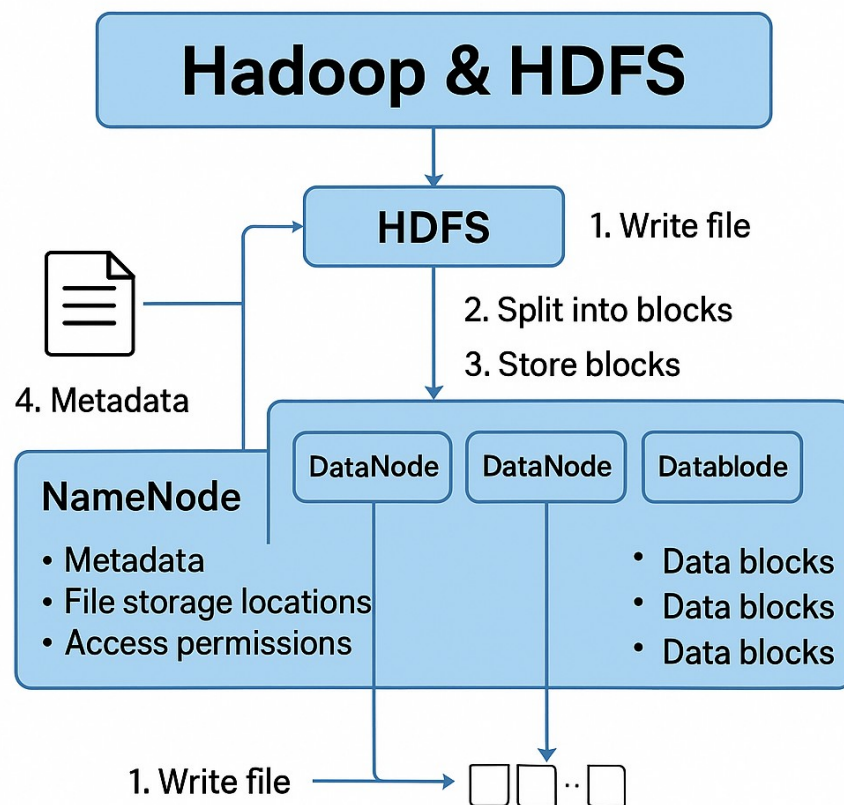 Hadoop & HDFS
HDFS
1. Write file
2. Split into blocks
3. Store blocks
4. Metadata
DataNode
DataNode
Datablode
NameNode
• Metadata
• File storage locations
• Access permissions
• Data blocks
• Data blocks
• Data blocks
1. Write file